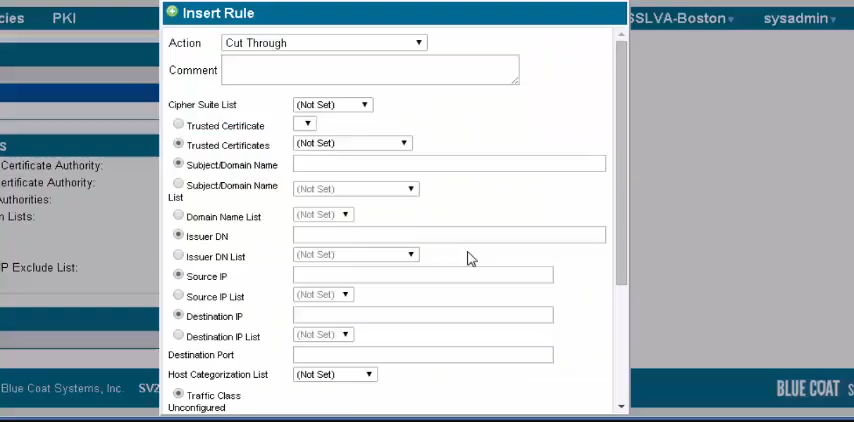 cies PKI
Insert Rule
SSLVA-Boston sysadmin
Action Cut Through
Comment
s
Certificate Authority:
ertificate Authority:
uthorities:
n Lists:
P Exclude List:
Cipher Suite List (Not Set)
Trusted Certificate
Trusted Certificates (Not Set)
Subject/Domain Name
Subject/Domain Name
List (Not Set)
Domain Name List (Not Set)
Issuer DN
Issuer DN List (Not Set)
Source IP
Source IP List (Not Set)
Destination IP
Destination IP List (Not Set)
Destination Port
Host Categorization List (Not Set)
Traffic Class
Unconfigured
Blue Coat Systems, Inc. SV2
BLUE COAT S